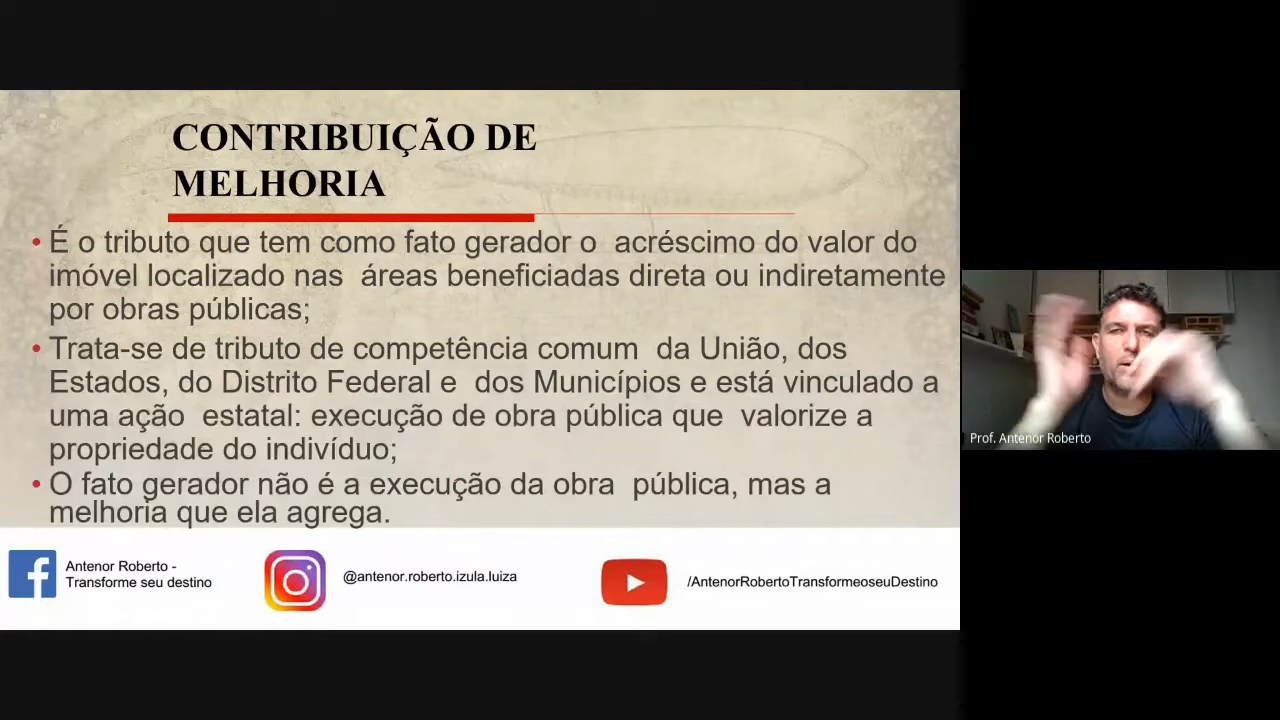 CONTRIBUIÇÃO DE
MELHORIA
• É o tributo que tem como fato gerador o acréscimo do valor do
imóvel localizado nas áreas beneficiadas direta ou indiretamente
por obras públicas;
• Trata-se de tributo de competência comum da União, dos
Estados, do Distrito Federal e dos Municípios e está vinculado a
uma ação estatal: execução de obra pública que valorize a
propriedade do indivíduo;
• O fato gerador não é a execução da obra pública, mas a
melhoria que ela agrega.
Antenor Roberto -
Transforme seu destino
@antenor.roberto.izula.luiza
/AntenorRobertoTransformeoseuDestino
Prof. Antenor Roberto